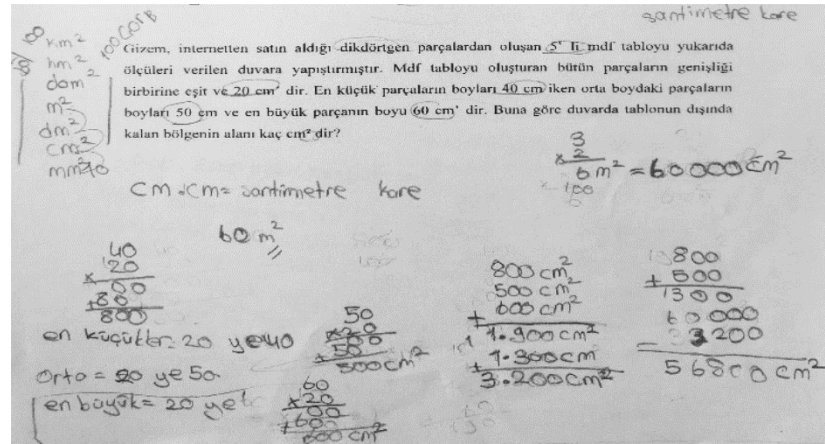 santimetre kare
100 corp
100 km²
hm²
dam²
m²
dm²
cm²
mm²
Gizem, internetten satın aldığı dikdörtgen parçalardan oluşan 5' li mdf tabloyu yukarıda
ölçüleri verilen duvara yapıştırmıştır. Mdf tabloyu oluşturan bütün parçaların genişliği
birbirine eşit ve 20 cm' dir. En küçük parçaların boyları 40 cm iken orta boydaki parçaların
boyları 50 cm ve en büyük parçanın boyu 60 cm' dir. Buna göre duvarda tablonun dışında
kalan bölgenin alanı kaç cm² dir?
3
x 2
6 m² = 60000 cm²
x 100
cm . cm = santimetre kare
60 m²
40
x 20
00
+ 80
800
en küçükler = 20 ye 40
Orta = 20 ye 50
en büyük = 20 ye
50
x 20
00
+ 50
500 cm²
60
x 20
00
+ 60
600 cm²
800 cm²
500 cm²
+ 600 cm²
1.900 cm²
+ 1.300 cm
3.200 cm²
800
+ 500
1300
60000
- 3200
56800 cm²